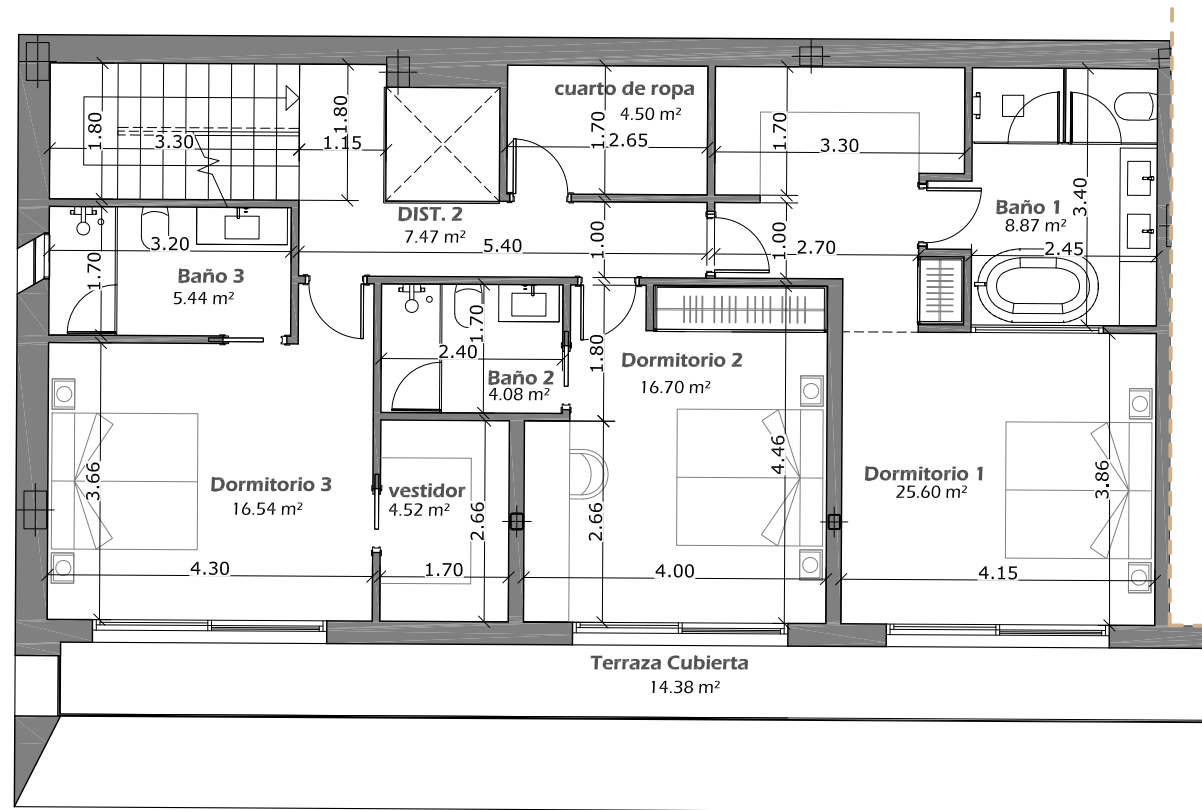 cuarto de ropa
4.50 m²
1.80
3.30
1.80
1.15
1.70
2.65
1.70
3.30
3.40
DIST. 2
7.47 m²
5.40
1.00
1.00
2.70
Baño 1
8.87 m²
2.45
3.20
1.70
Baño 3
5.44 m²
1.70
2.40
Baño 2
4.08 m²
1.80
Dormitorio 2
16.70 m²
4.46
Dormitorio 3
16.54 m²
3.66
vestidor
4.52 m²
2.66
2.66
Dormitorio 1
25.60 m²
3.86
4.30
1.70
4.00
4.15
Terraza Cubierta
14.38 m²